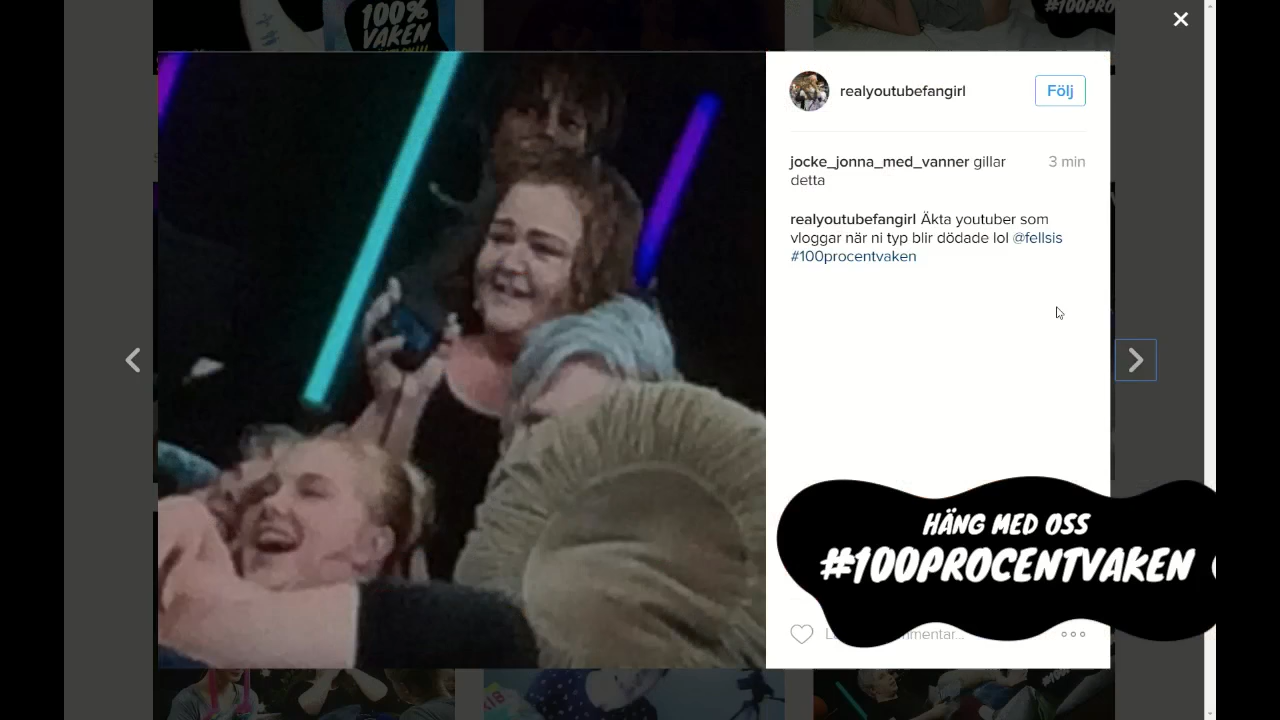 100%
VAKEN
#100PRO
realyoutubefangirl
Följ
jocke_jonna_med_vanner gillar
detta
3 min
realyoutubefangirl Äkta youtuber som
vloggar när ni typ blir dödade lol @fellsis
#100procentvaken
HÄNG MED OSS
#100PROCENTVAKEN